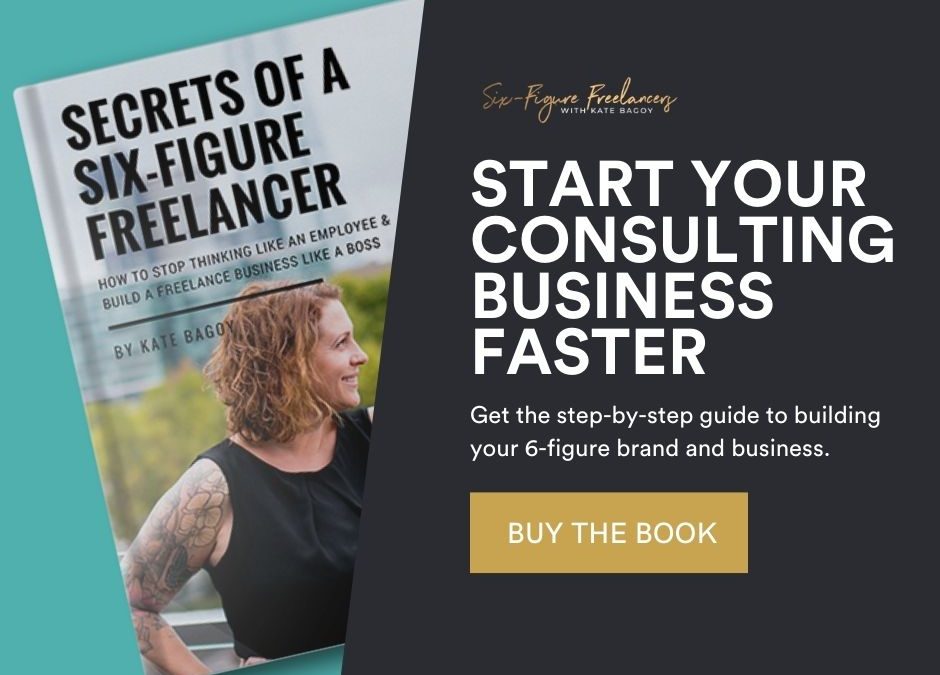 SECRETS OF A
SIX-FIGURE
FREELANCER
HOW TO STOP THINKING LIKE AN EMPLOYEE &
BUILD A FREELANCE BUSINESS LIKE A BOSS
BY KATE BAGOY
Six-Figure Freelancers
WITH KATE BAGOY
START YOUR
CONSULTING
BUSINESS
FASTER
Get the step-by-step guide to building
your 6-figure brand and business.
BUY THE BOOK